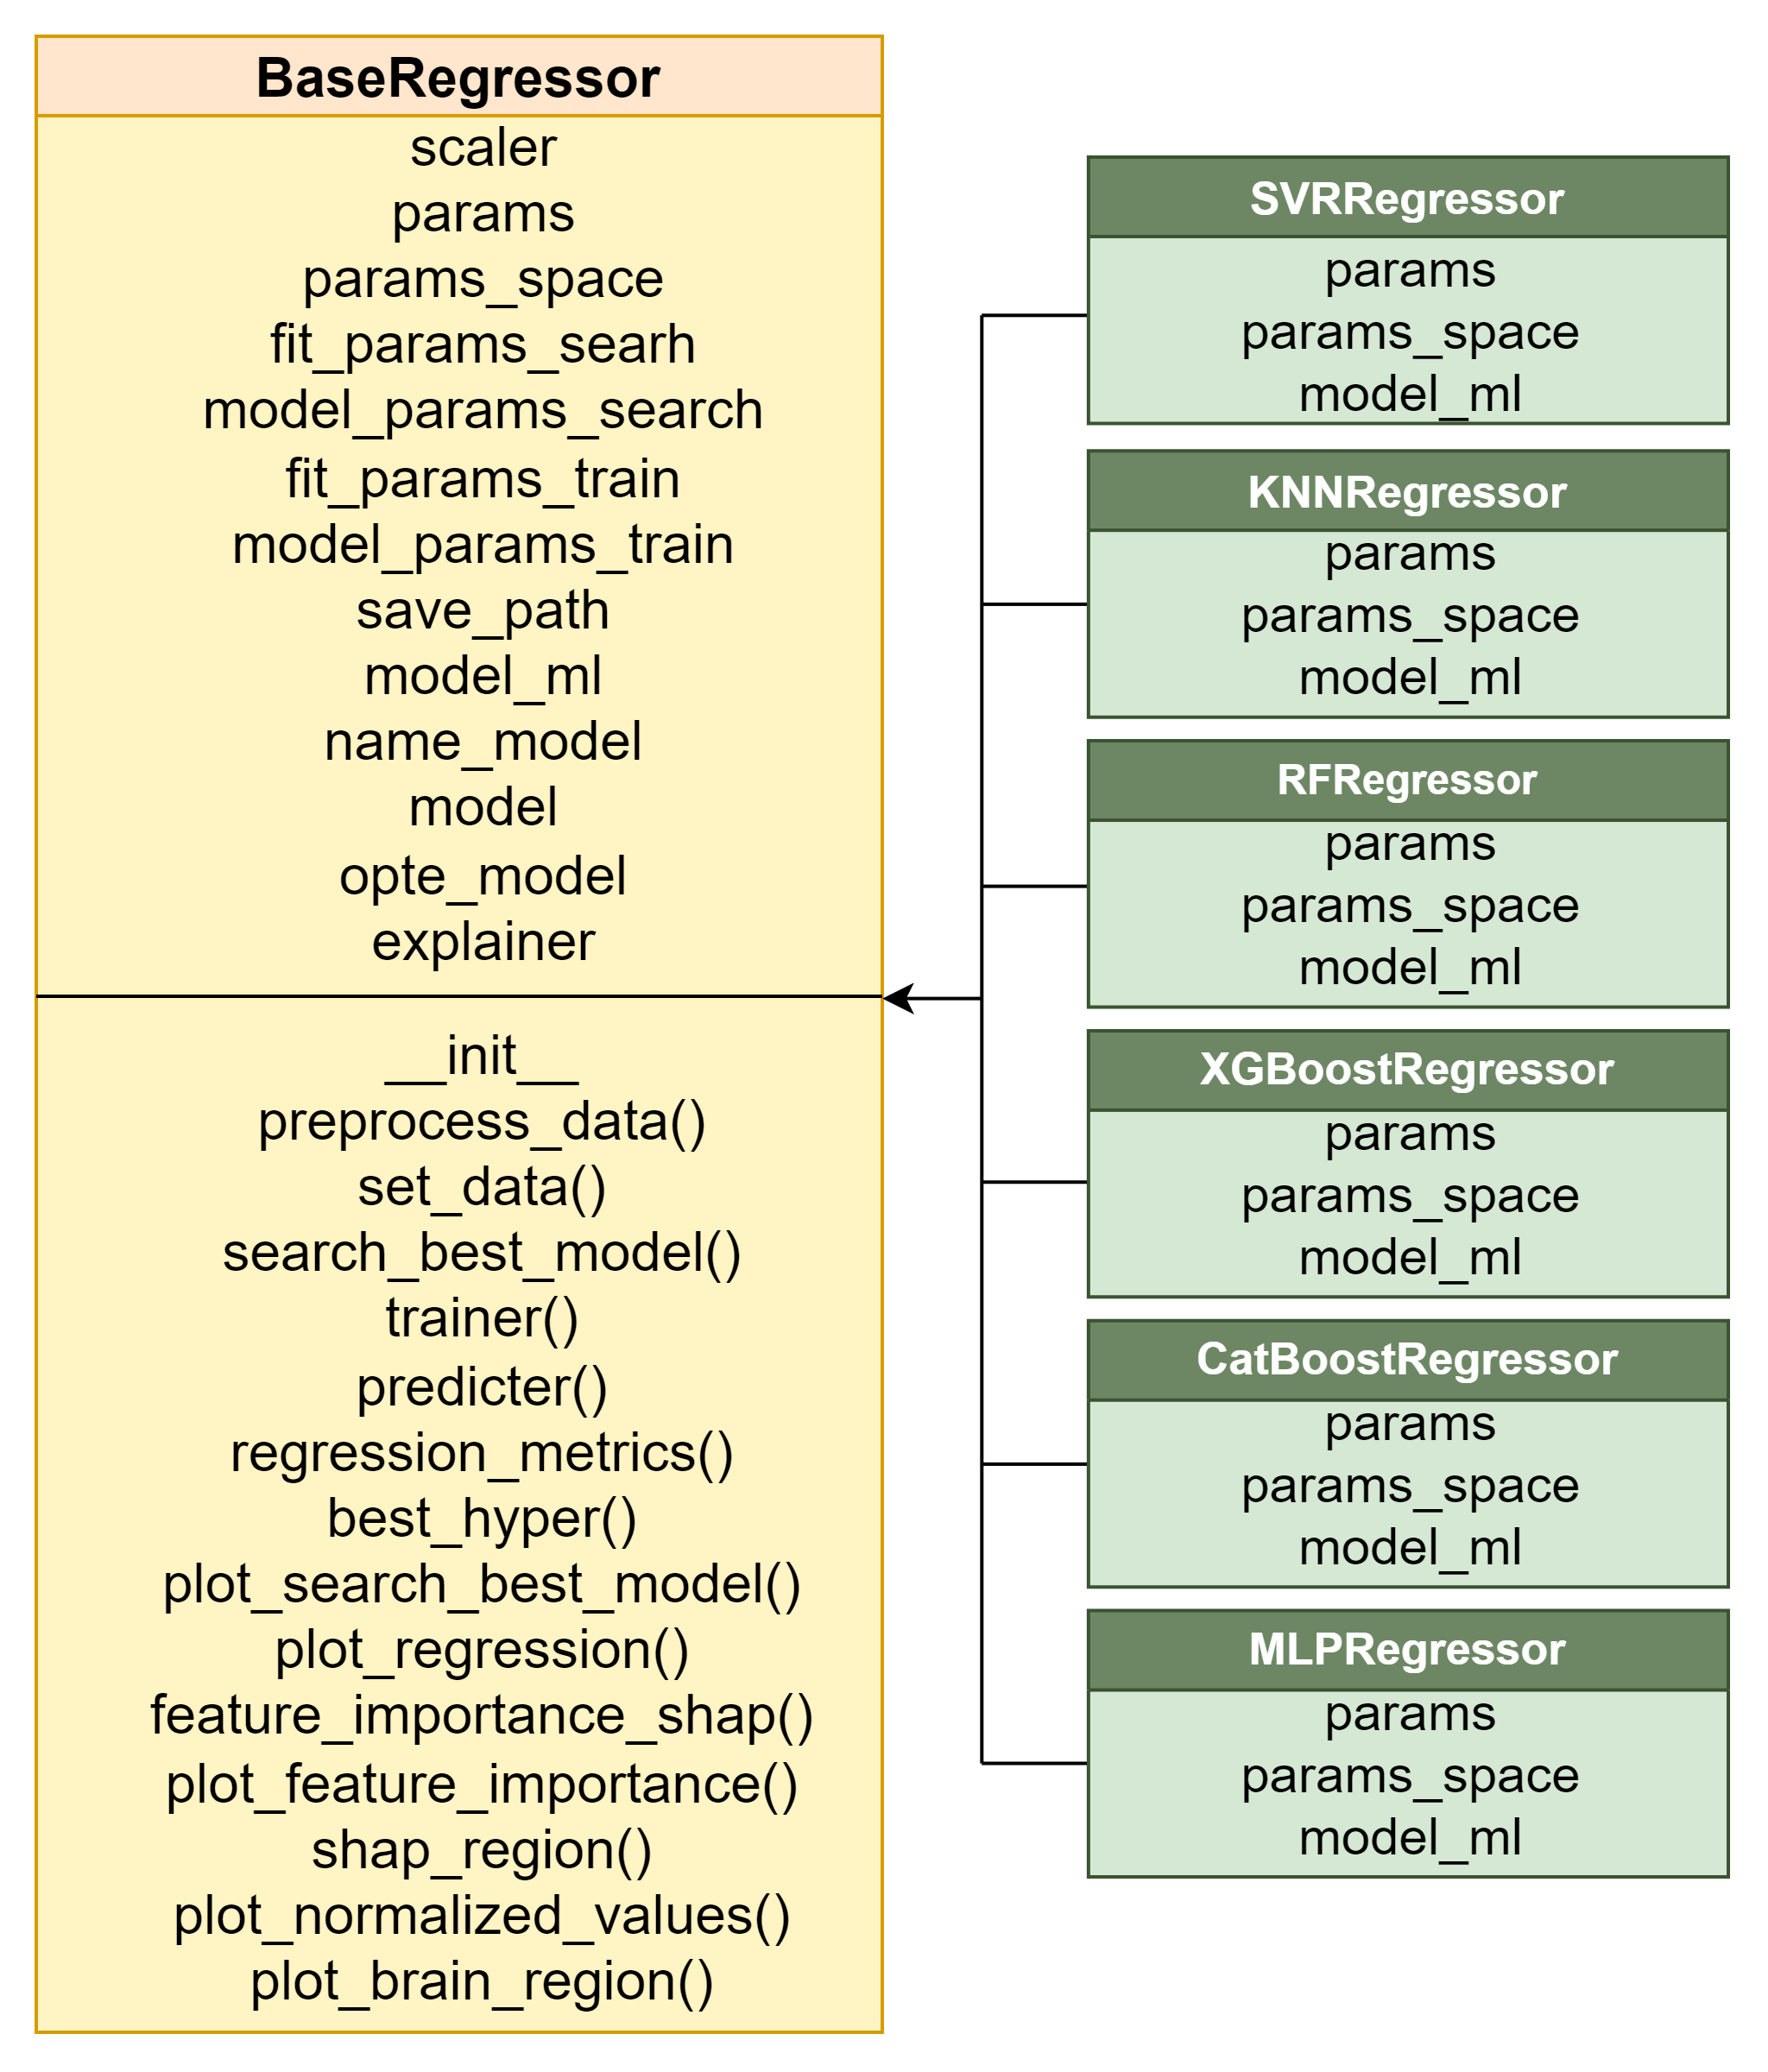 BaseRegressor
scaler
params
params_space
fit_params_searh
model_params_search
fit_params_train
model_params_train
save_path
model_ml
name_model
model
opte_model
explainer
__init__
preprocess_data()
set_data()
search_best_model()
trainer()
predicter()
regression_metrics()
best_hyper()
plot_search_best_model()
plot_regression()
feature_importance_shap()
plot_feature_importance()
shap_region()
plot_normalized_values()
plot_brain_region()
SVRRegressor
params
params_space
model_ml
KNNRegressor
params
params_space
model_ml
RFRegressor
params
params_space
model_ml
XGBoostRegressor
params
params_space
model_ml
CatBoostRegressor
params
params_space
model_ml
MLPRegressor
params
params_space
model_ml